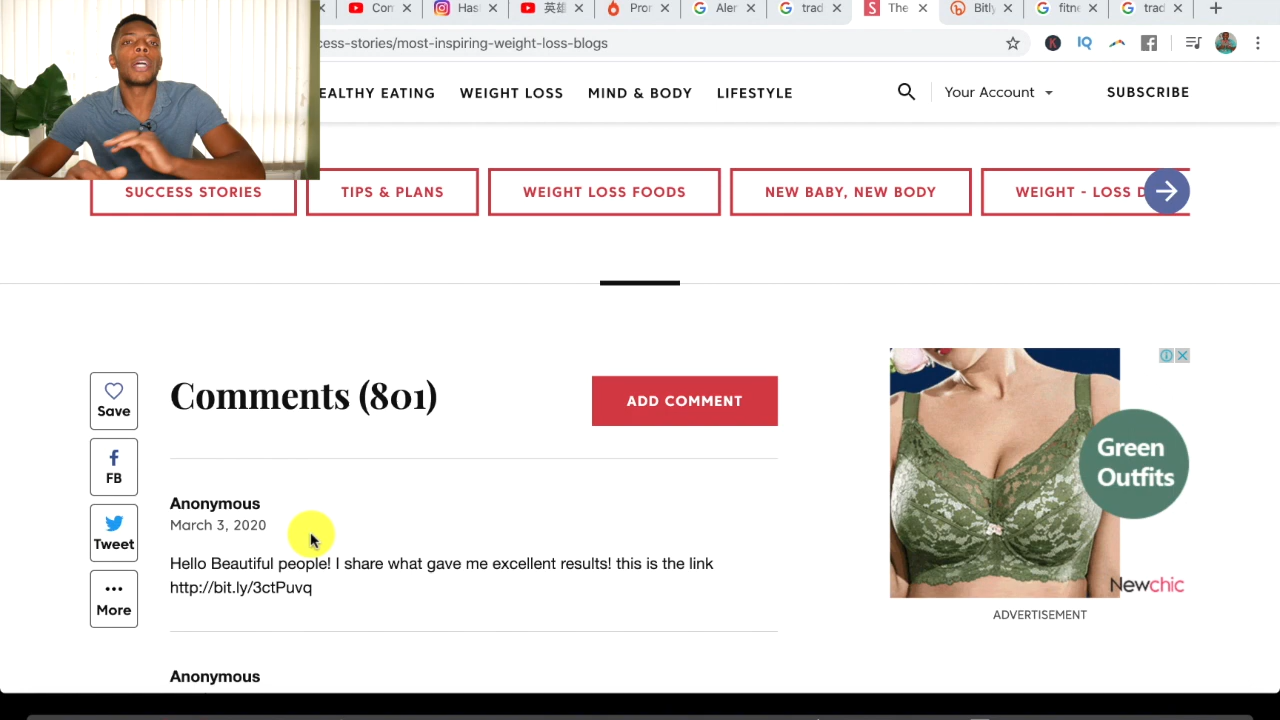 Con
Has
英雄
Pror
Aler
trad
The
Bitly
fitne
trad
cess-stories/most-inspiring-weight-loss-blogs
IQ
EALTHY EATING
WEIGHT LOSS
MIND & BODY
LIFESTYLE
Your Account
SUBSCRIBE
SUCCESS STORIES
TIPS & PLANS
WEIGHT LOSS FOODS
NEW BABY, NEW BODY
WEIGHT - LOSS D
Comments (801)
ADD COMMENT
Save
FB
Tweet
More
Anonymous
March 3, 2020
Hello Beautiful people! I share what gave me excellent results! this is the link
http://bit.ly/3ctPuvq
Anonymous
Green
Outfits
Newchic
ADVERTISEMENT